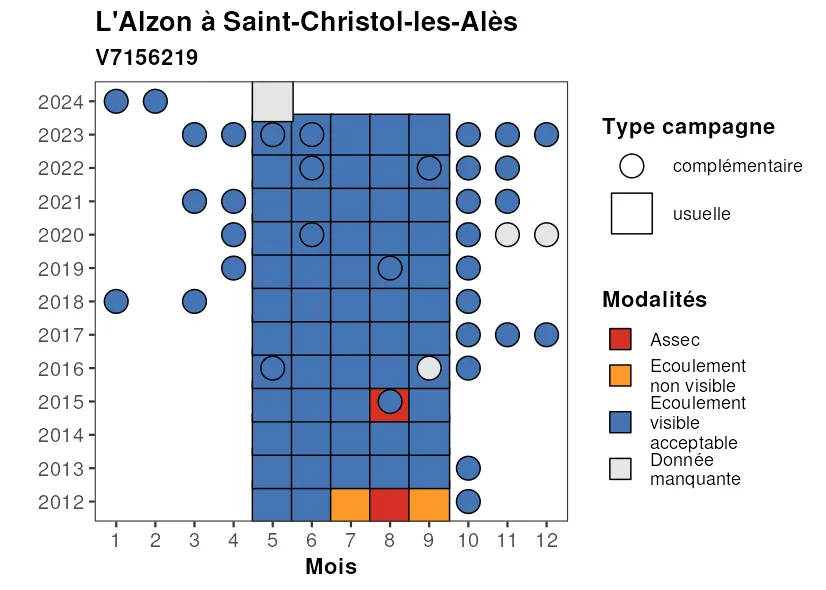 L'Alzon à Saint-Christol-les-Alès
V7156219
2024
2023
2022
2021
2020
2019
2018
2017
2016
2015
2014
2013
2012
1 2 3 4 5 6 7 8 9 10 11 12
Mois
Type campagne
complémentaire
usuelle
Modalités
Assec
Ecoulement
non visible
Ecoulement
visible
acceptable
Donnée
manquante